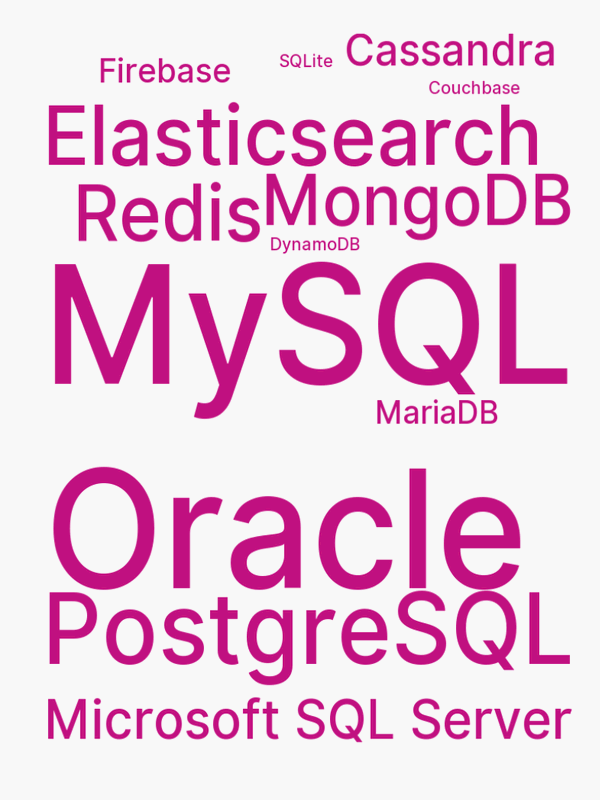 Cassandra
SQLite
Firebase
Couchbase
Elasticsearch
MongoDB
Redis
DynamoDB
MySQL
MariaDB
Oracle
PostgreSQL
Microsoft SQL Server